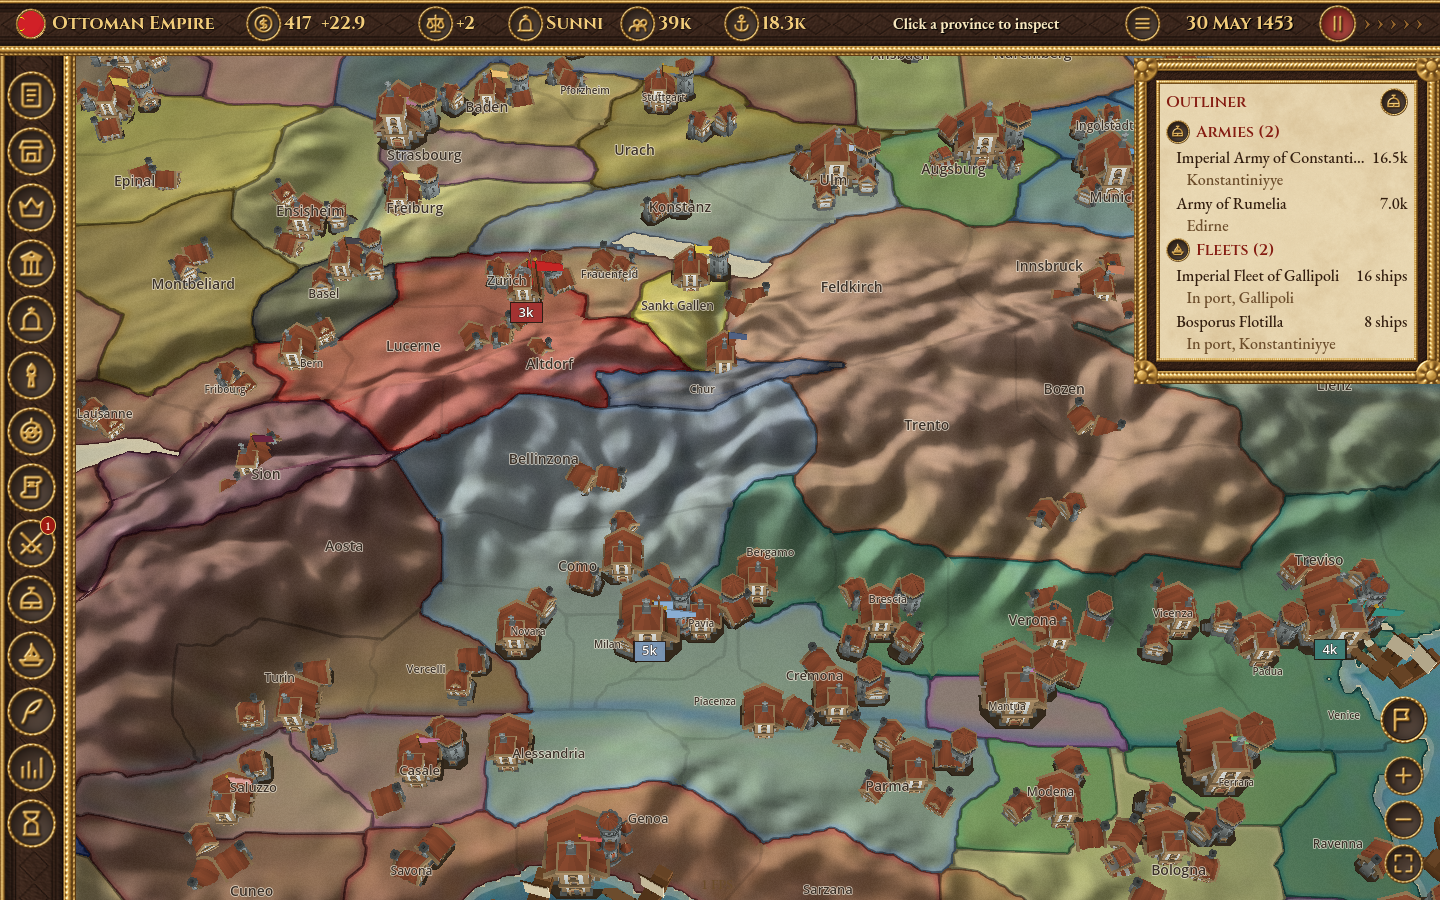 OTTOMAN EMPIRE 417 +22.9 +2 SUNNI 39K 18.3K Click a province to inspect 30 MAY 1453
OUTLINER
ARMIES (2)
Imperial Army of Constanti... 16.5k
Konstantiniyye
Army of Rumelia 7.0k
Edirne
FLEETS (2)
Imperial Fleet of Gallipoli 16 ships
In port, Gallipoli
Bosporus Flotilla 8 ships
In port, Konstantiniyye
1
Pforzheim
Stuttgart
Baden
Ingolstadt
Strasbourg
Urach
Augsburg
Epinal
Ulm
Munich
Ensisheim
Freiburg
Konstanz
Innsbruck
Zurich
Frauenfeld
Montbeliard
Basel
Feldkirch
Sankt Gallen
3k
Lucerne
Bern
Altdorf
Fribourg
Chur
Bozen
Lienz
Lausanne
Trento
Bellinzona
Sion
Aosta
Bergamo
Treviso
Como
Novara
Brescia
Verona
Vicenza
Milan
Pavia
5k
4k
Vercelli
Turin
Cremona
Padua
Piacenza
Mantua
Venice
Alessandria
Casale
Saluzzo
Parma
Modena
Ferrara
Genoa
Ravenna
Savona
Bologna
Cuneo
Sarzana